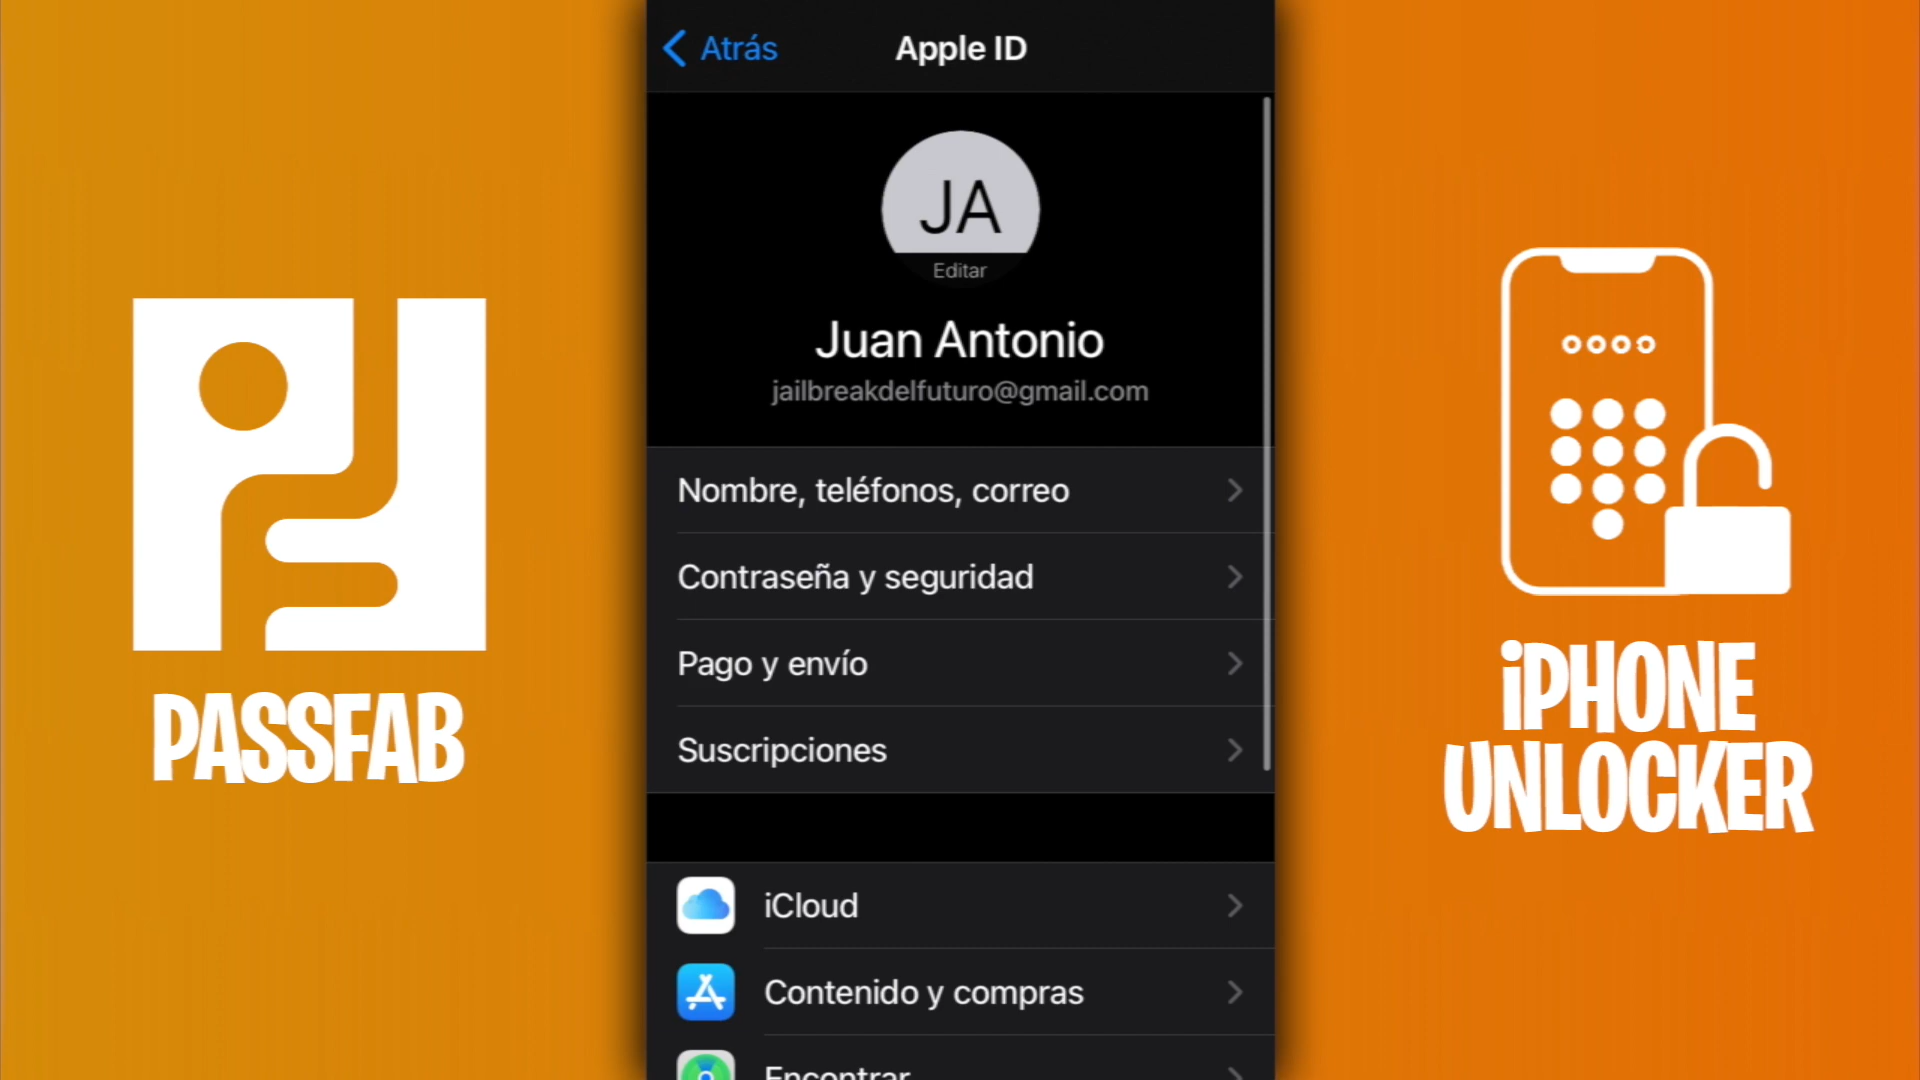 Atrás
Apple ID
JA
Editar
Juan Antonio
jailbreakdelfuturo@gmail.com
Nombre, teléfonos, correo
Contraseña y seguridad
Pago y envío
Suscripciones
iCloud
Contenido y compras
Encontrar
PASSFAB
iPHONE
UNLOCKER